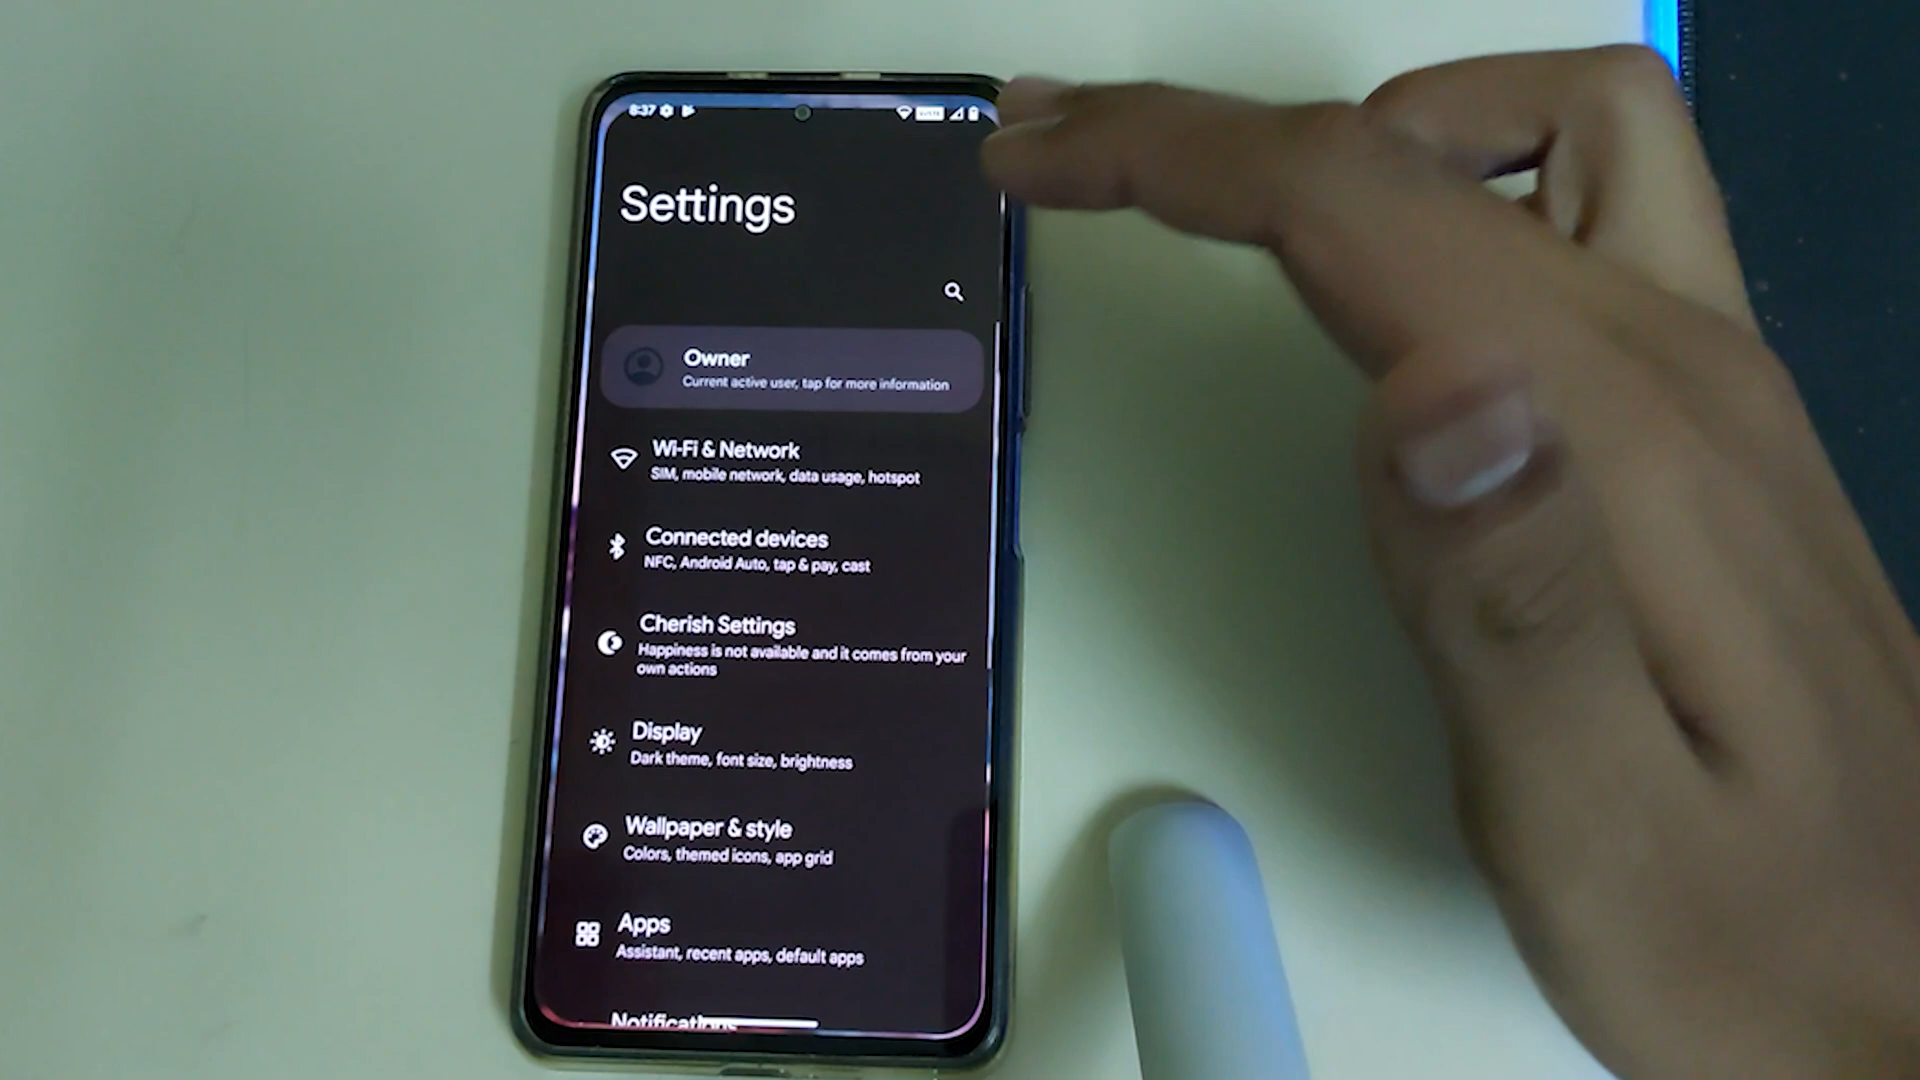 8:37
Settings
Owner
Current active user, tap for more information
Wi-Fi & Network
SIM, mobile network, data usage, hotspot
Connected devices
NFC, Android Auto, tap & pay, cast
Cherish Settings
Happiness is not available and it comes from your
own actions
Display
Dark theme, font size, brightness
Wallpaper & style
Colors, themed icons, app grid
Apps
Assistant, recent apps, default apps
Notifications